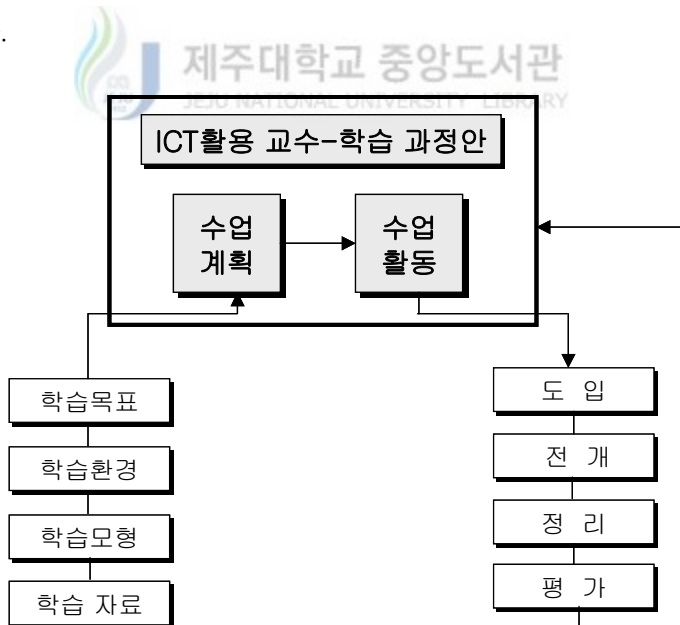 .
제주대학교 중앙도서관
JEJU NATIONAL UNIVERSITY LIBRARY
ICT활용 교수-학습 과정안
수업
계획
수업
활동
학습목표
학습환경
학습모형
학습 자료
도 입
전 개
정 리
평 가